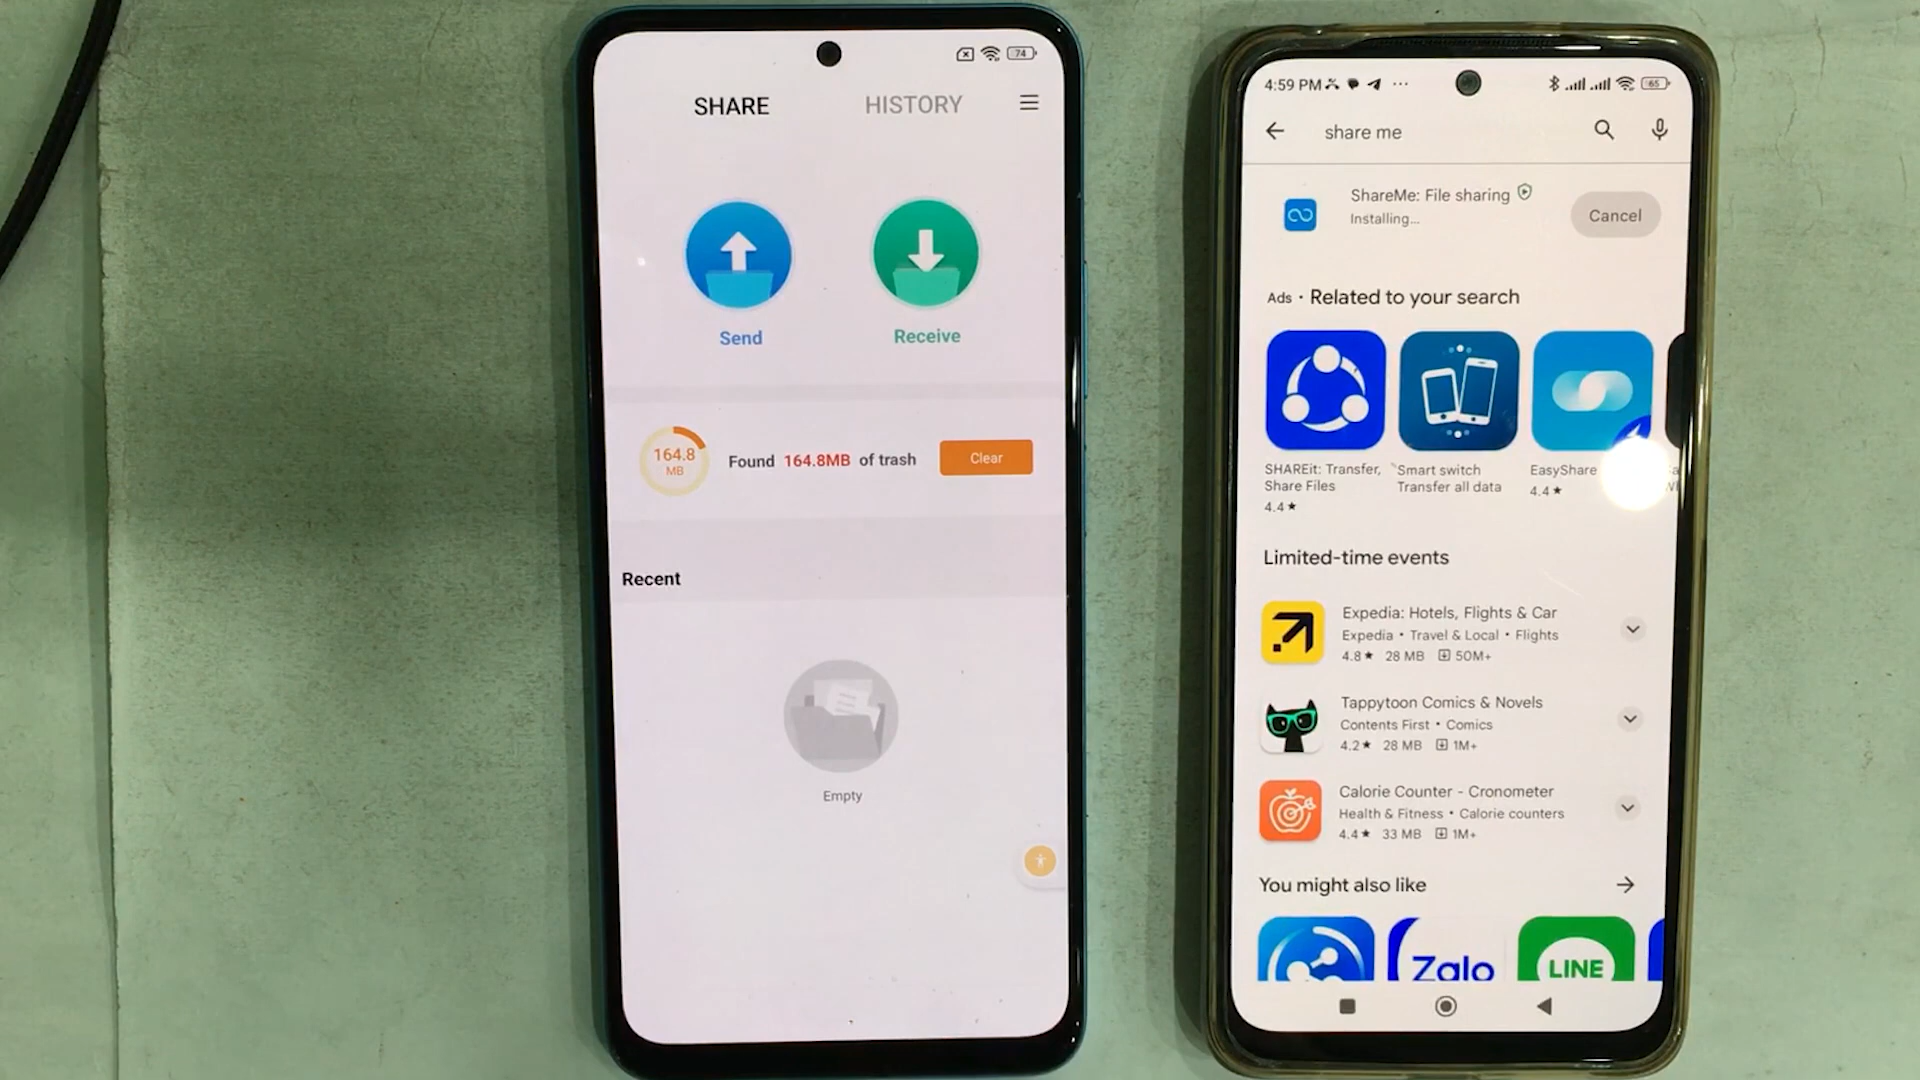 74
SHARE
HISTORY
Send
Receive
164.8
MB
Found 164.8MB of trash
Clear
Recent
Empty
4:59 PM
65
share me
ShareMe: File sharing
Installing...
Cancel
Ads • Related to your search
SHAREit: Transfer,
Share Files
4.4★
Smart switch
Transfer all data
EasyShare
4.4★
Limited-time events
Expedia: Hotels, Flights & Car
Expedia • Travel & Local • Flights
4.8★ 28 MB 50M+
Tappytoon Comics & Novels
Contents First • Comics
4.2★ 28 MB 1M+
Calorie Counter - Cronometer
Health & Fitness • Calorie counters
4.4★ 33 MB 1M+
You might also like
Zalo
LINE